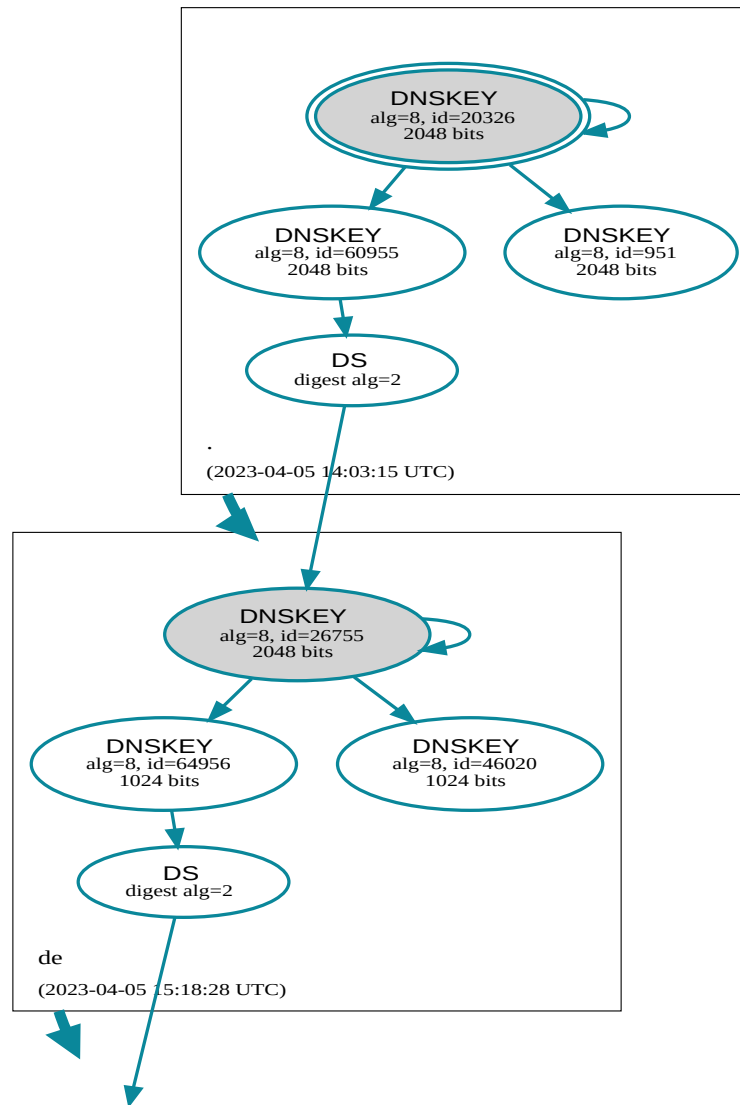 DNSKEY
alg=8, id=20326
2048 bits
DNSKEY
alg=8, id=60955
2048 bits
DNSKEY
alg=8, id=951
2048 bits
DS
digest alg=2
.
(2023-04-05 14:03:15 UTC)
DNSKEY
alg=8, id=26755
2048 bits
DNSKEY
alg=8, id=64956
1024 bits
DNSKEY
alg=8, id=46020
1024 bits
DS
digest alg=2
de
(2023-04-05 15:18:28 UTC)